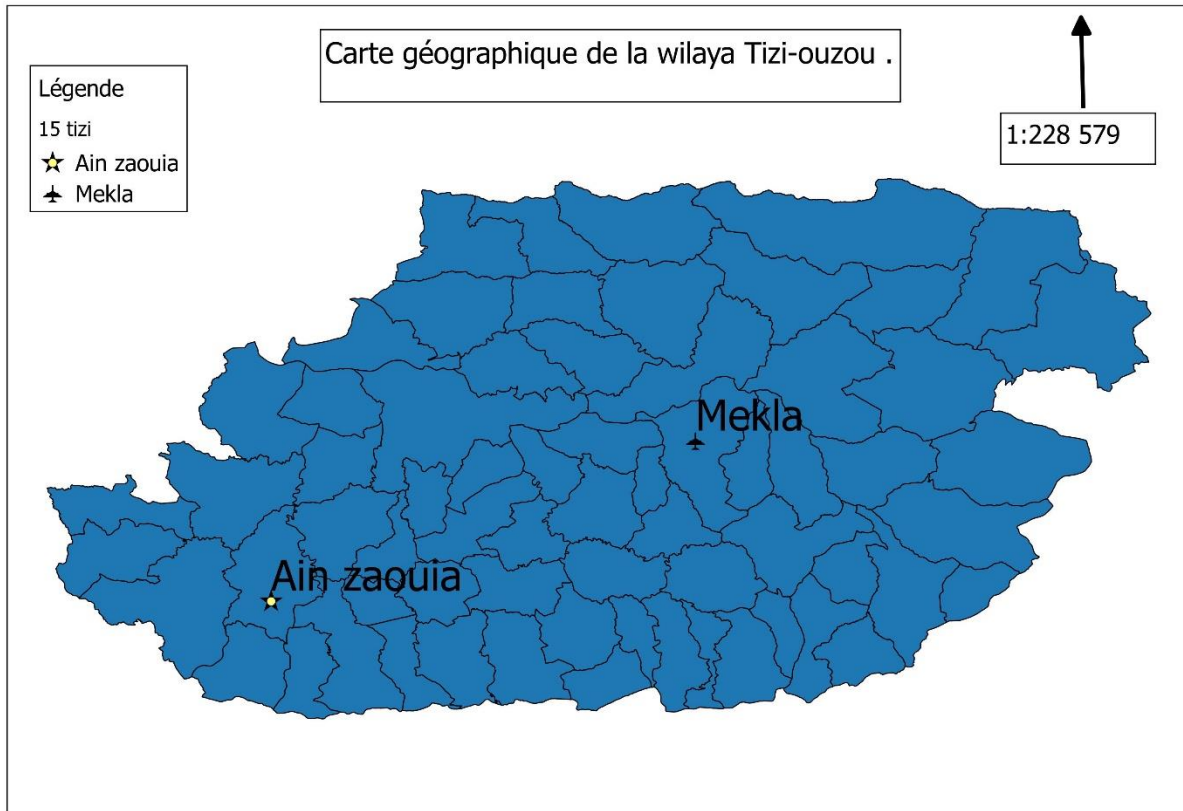 Carte géographique de la wilaya Tizi-ouzou .
Légende
15 tizi
Ain zaouia
Mekla
1:228 579
Mekla
Ain zaouia